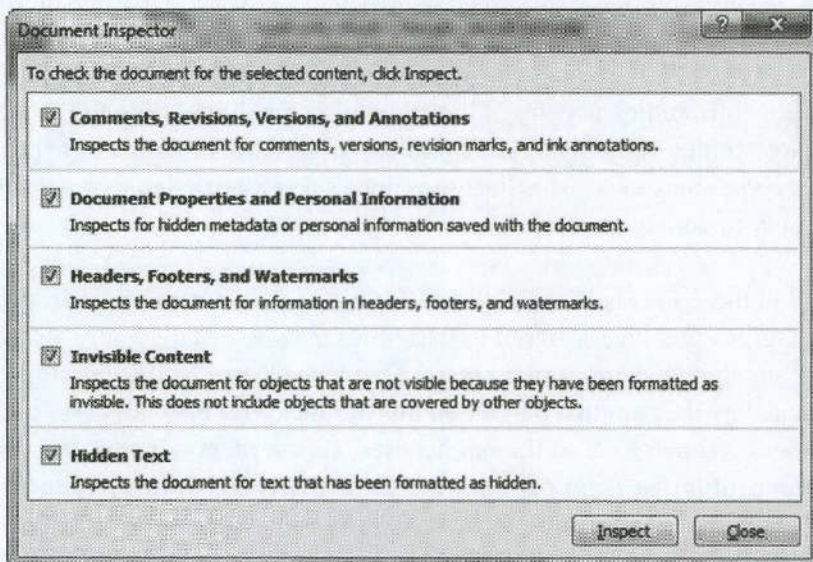 Document Inspector
To check the document for the selected content, click Inspect.
Comments, Revisions, Versions, and Annotations
Inspects the document for comments, versions, revision marks, and ink annotations.
Document Properties and Personal Information
Inspects for hidden metadata or personal information saved with the document.
Headers, Footers, and Watermarks
Inspects the document for information in headers, footers, and watermarks.
Invisible Content
Inspects the document for objects that are not visible because they have been formatted as
invisible. This does not include objects that are covered by other objects.
Hidden Text
Inspects the document for text that has been formatted as hidden.
Inspect Close